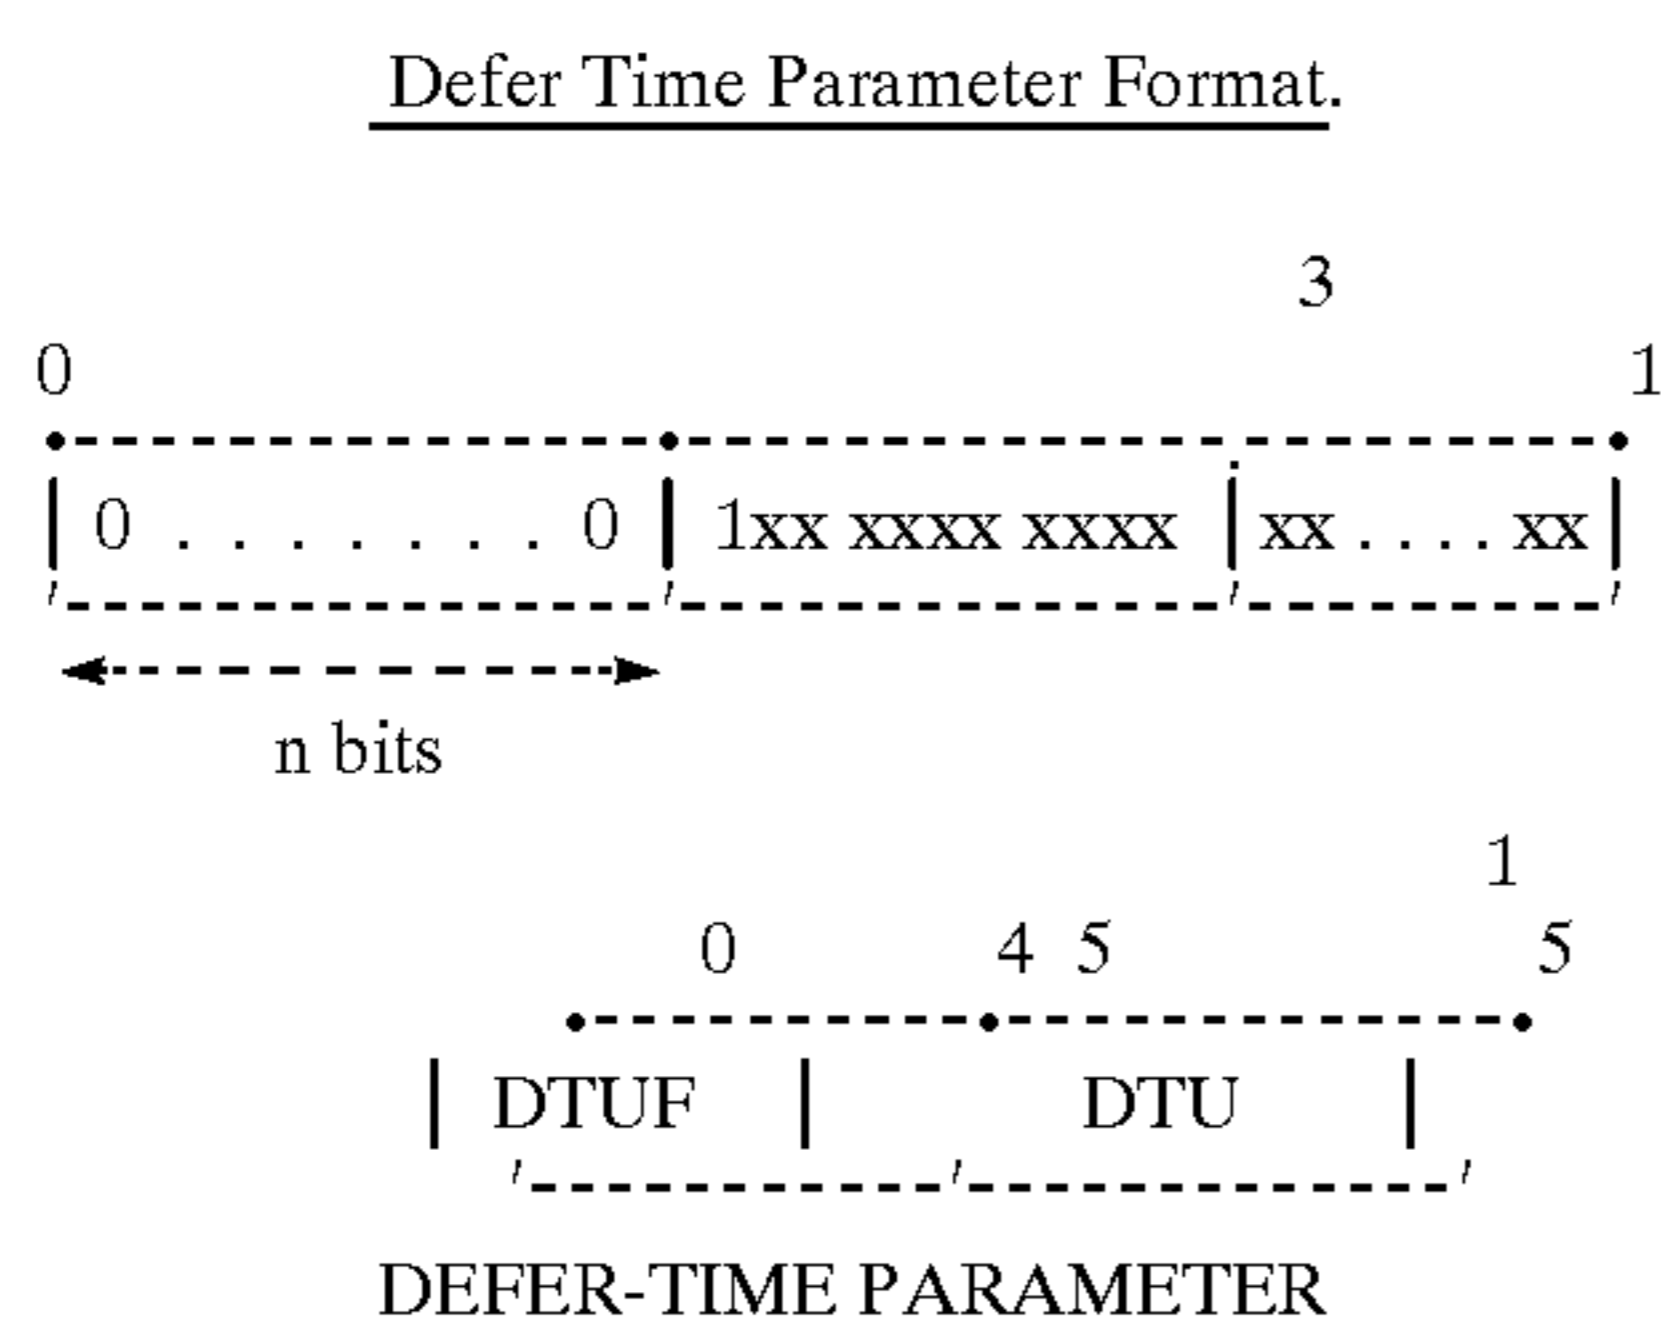 Defer Time Parameter Format.
3
0 1
| 0 . . . . . . . 0 | 1xx xxxx xxxx | xx . . . . xx |
n bits
1
0 4 5 5
| DTUF | DTU |
DEFER-TIME PARAMETER